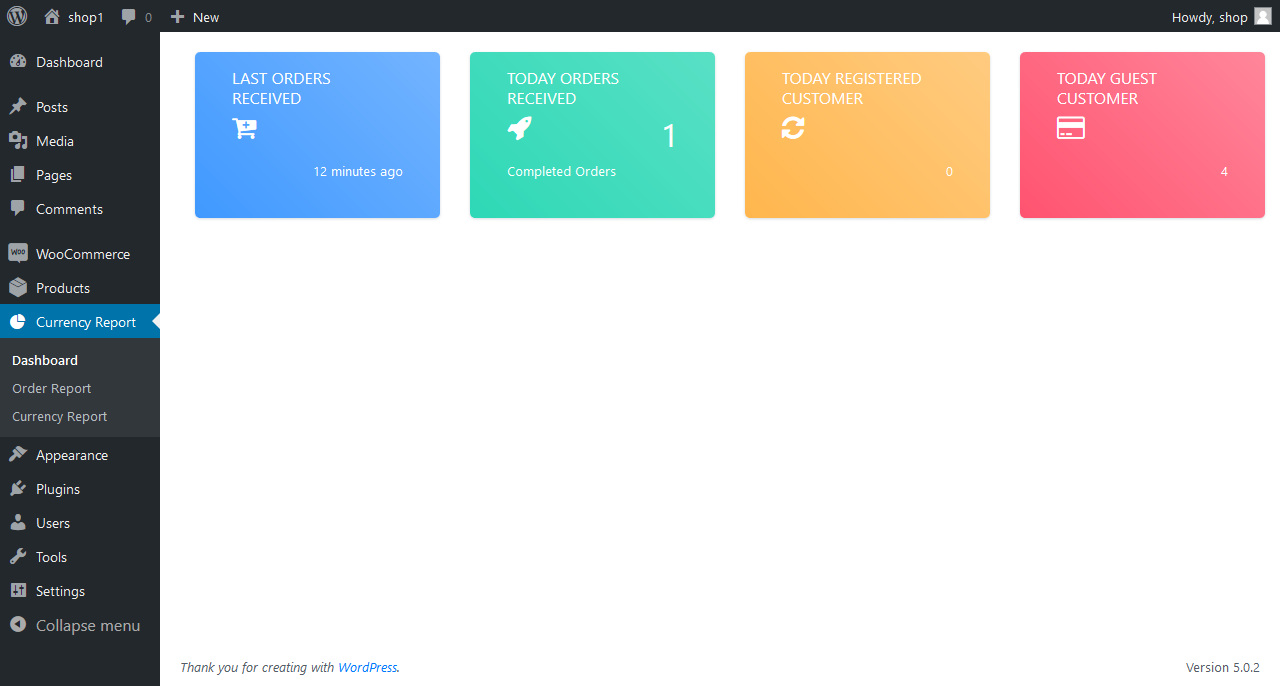 shop1
0
New
Howdy, shop
Dashboard
Posts
Media
Pages
Comments
Woo
WooCommerce
Products
Currency Report
Dashboard
Order Report
Currency Report
Appearance
Plugins
Users
Tools
Settings
Collapse menu
LAST ORDERS
RECEIVED
12 minutes ago
TODAY ORDERS
RECEIVED
1
Completed Orders
TODAY REGISTERED
CUSTOMER
0
TODAY GUEST
CUSTOMER
4
Thank you for creating with WordPress.
Version 5.0.2